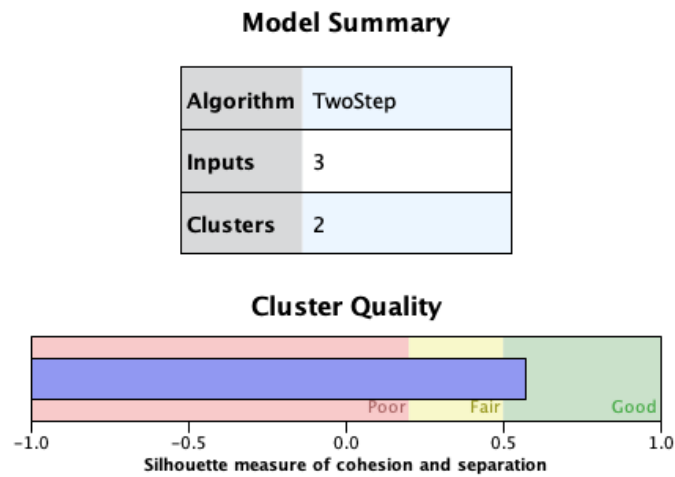 Model Summary
Algorithm TwoStep
Inputs 3
Clusters 2
Cluster Quality
Poor Fair Good
-1.0 -0.5 0.0 0.5 1.0
Silhouette measure of cohesion and separation